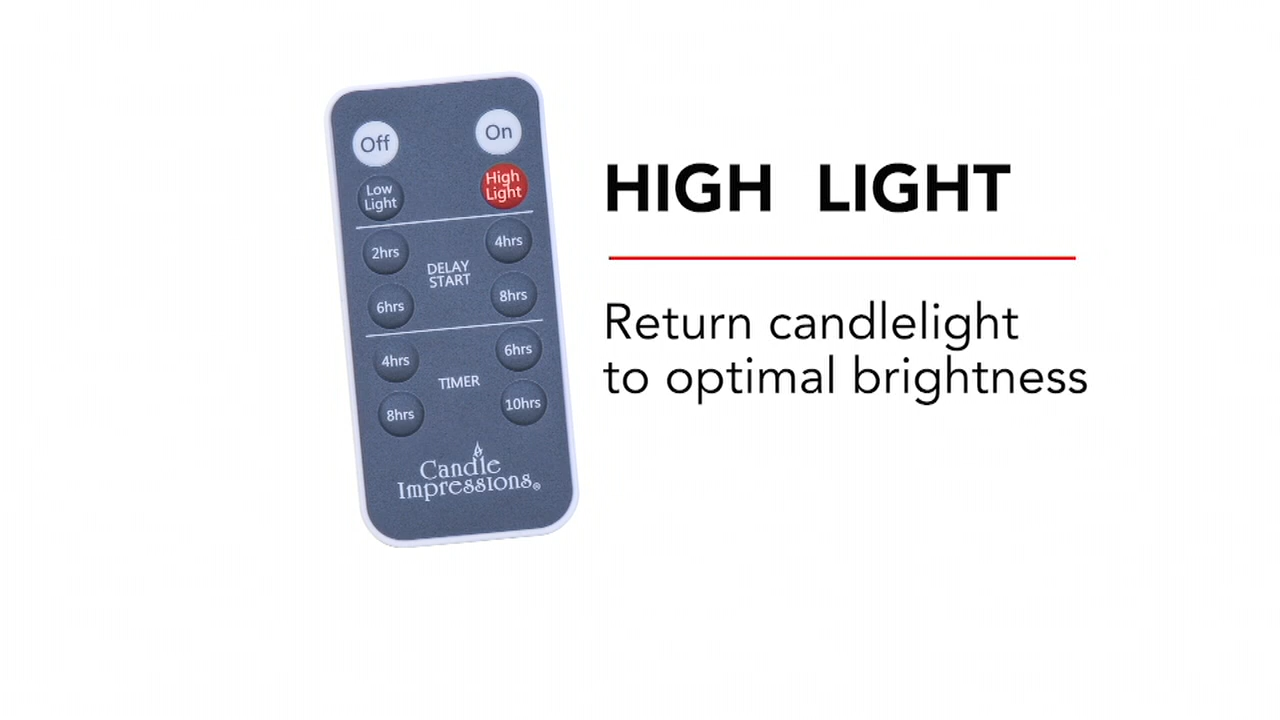 Off
On
Low
Light
High
Light
2hrs
4hrs
DELAY
START
6hrs
8hrs
4hrs
6hrs
TIMER
8hrs
10hrs
Candle
Impressions®
HIGH LIGHT
Return candlelight
to optimal brightness